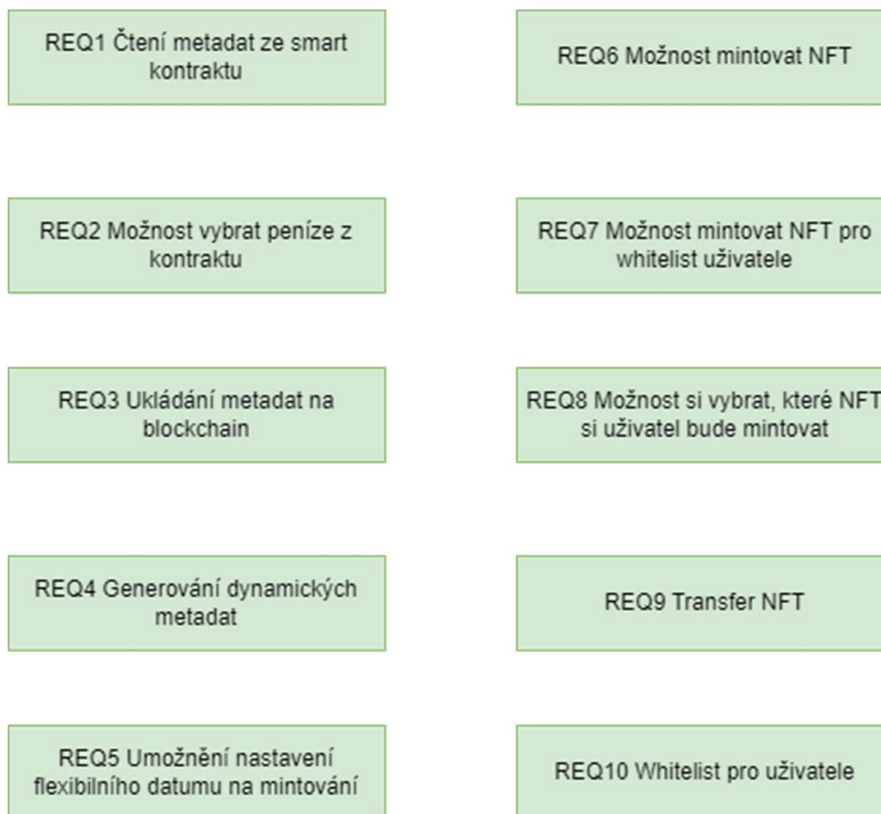 REQ1 Čtení metadat ze smart
kontraktu
REQ2 Možnost vybrat peníze z
kontraktu
REQ3 Ukládání metadat na
blockchain
REQ4 Generování dynamických
metadat
REQ5 Umožnění nastavení
flexibilního datumu na mintování
REQ6 Možnost mintovat NFT
REQ7 Možnost mintovat NFT pro
whitelist uživatele
REQ8 Možnost si vybrat, které NFT
si uživatel bude mintovat
REQ9 Transfer NFT
REQ10 Whitelist pro uživatele